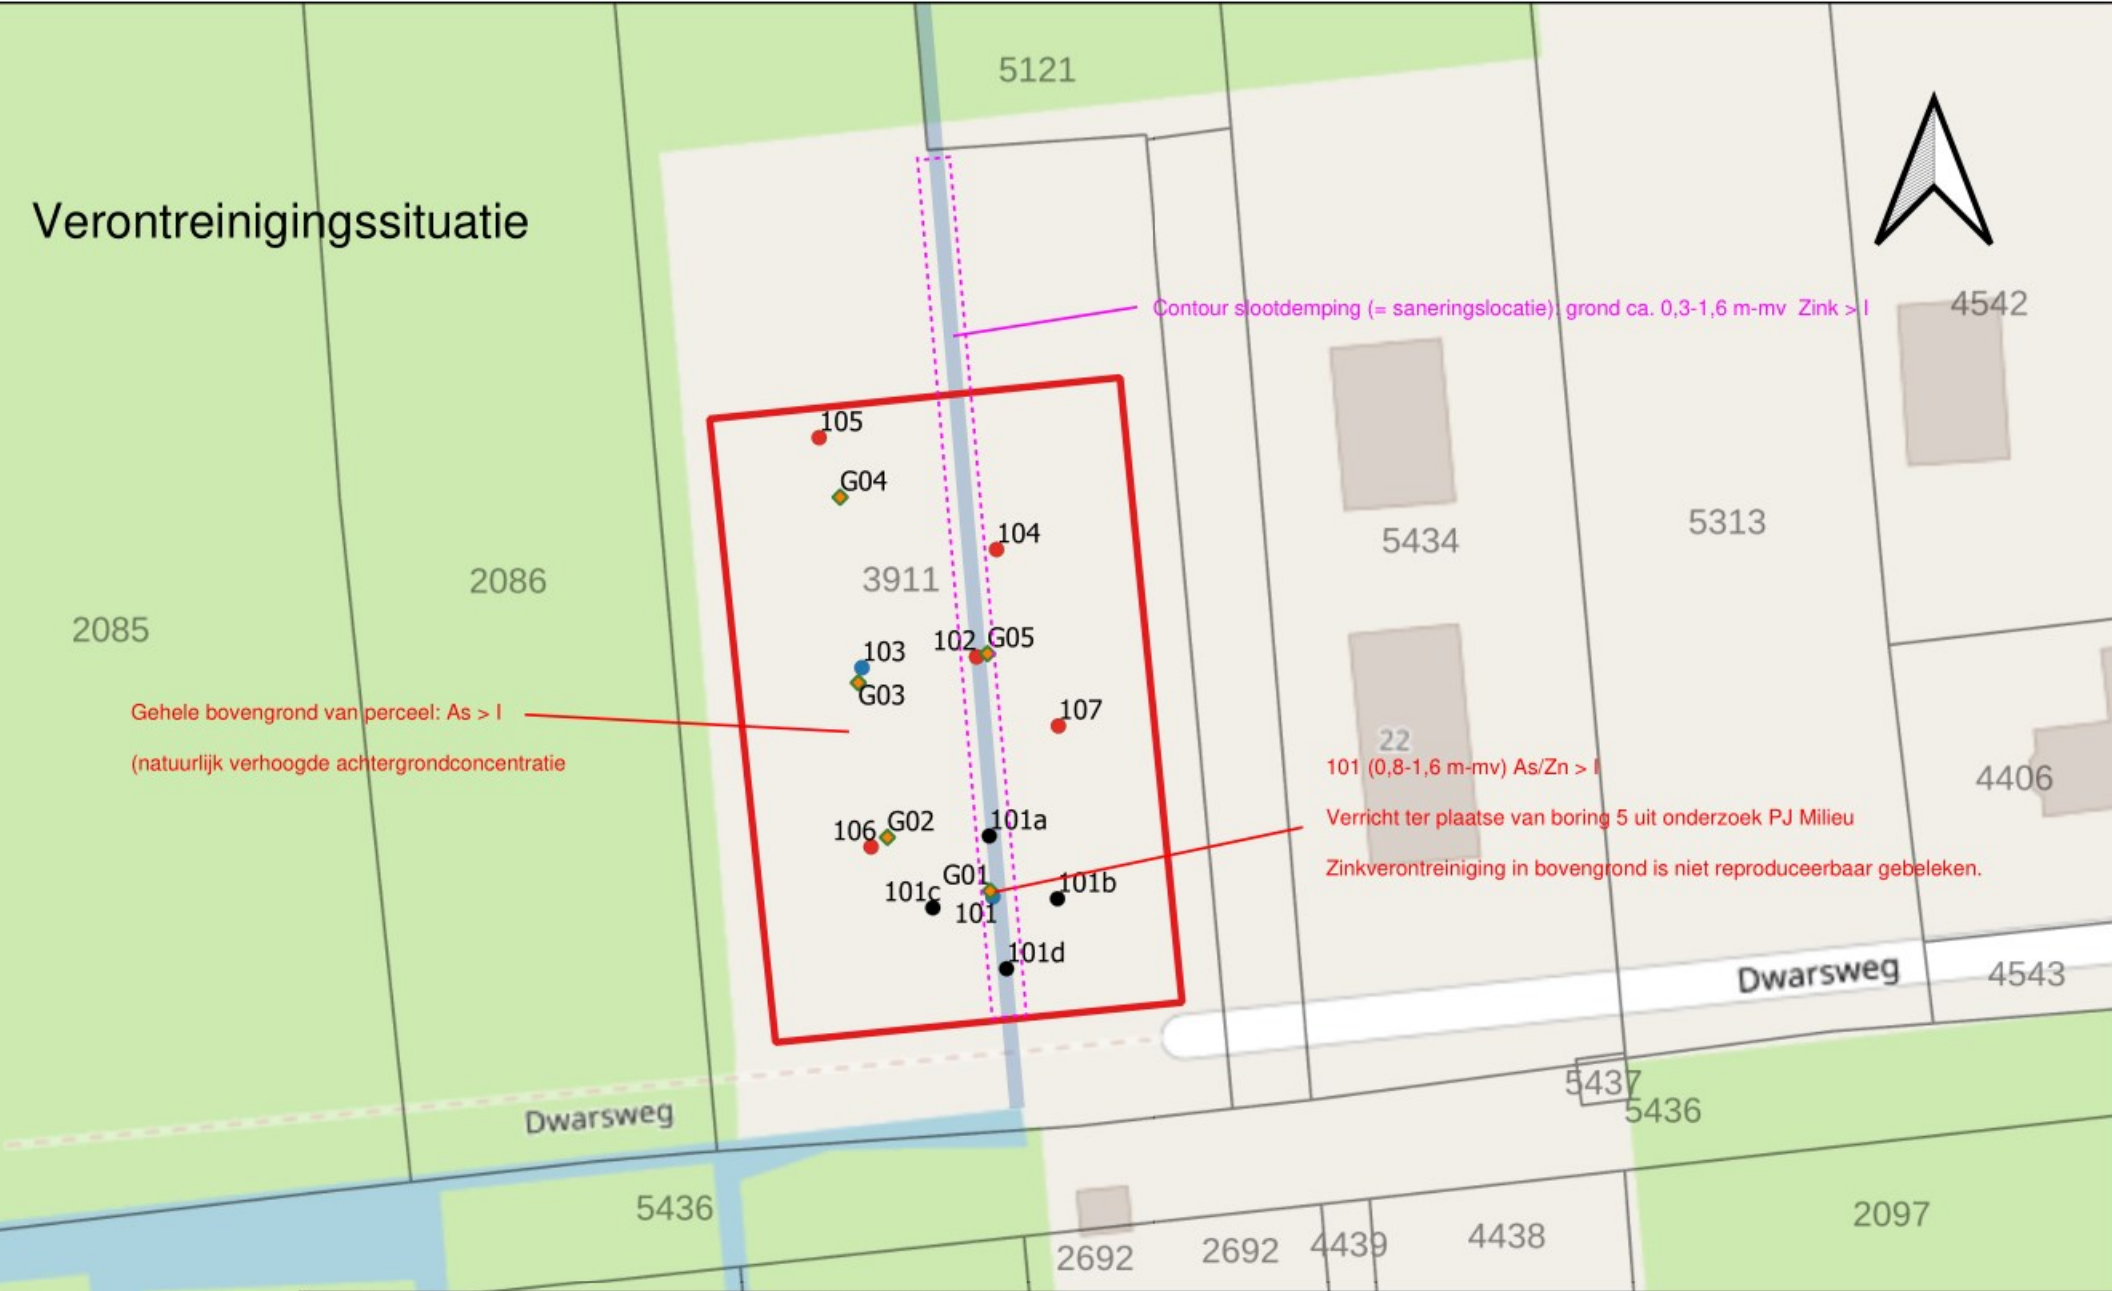 5121
Verontreinigingssituatie
Contour slootdemping (= saneringslocatie): grond ca. 0,3-1,6 m-mv Zink > I
4542
105
G04
104
5313
5434
3911
2086
2085
102 G05
103
G03
107
Gehele bovengrond van perceel: As > I
(natuurlijk verhoogde achtergrondconcentratie
22
101 (0,8-1,6 m-mv) As/Zn > I
4406
Verricht ter plaatse van boring 5 uit onderzoek PJ Milieu
Zinkverontreiniging in bovengrond is niet reproduceerbaar gebeleken.
106 G02
101a
G01
101b
101c
101
101d
Dwarsweg
4543
5437
5436
Dwarsweg
5436
2097
2692
2692
4439
4438